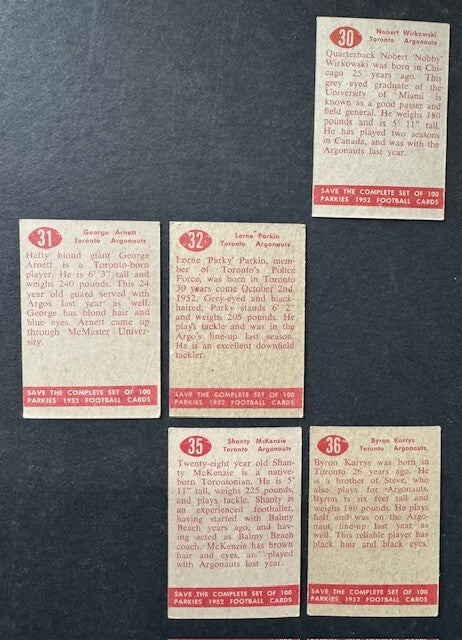 30
Nobert Wirkowski
Toronto Argonauts
Quarterback Nobert 'Nobby'
Wirkowski was born in Chi-
cago 25 years ago. This
grey eyed graduate of the
University of Miami is
known as a good passer and
field general. He weighs 180
pounds and is 5' 11" tall.
He has played two seasons
in Canada, and was with the
Argonauts last year.
SAVE THE COMPLETE SET OF 100
PARKIES 1952 FOOTBALL CARDS
31
George Arnett
Toronto Argonauts
Hefty blond giant George
Arnett is a Toronto-born
player. He is 6' 3" tall and
weighs 240 pounds. This 24
year old guard served with
Argos last year as well.
George has blond hair and
blue eyes. Arnett came up
through McMaster Univer-
sity.
SAVE THE COMPLETE SET OF 100
PARKIES 1952 FOOTBALL CARDS
32
Lorne Parkin
Toronto Argonauts
Lorne 'Parky' Parkin, mem-
ber of Toronto's Police
Force, was born in Toronto
30 years come October 2nd,
1952. Grey-eyed and black-
haired, Parky stands 6' 2"
and weighs 205 pounds. He
plays tackle and was in the
Argo's line-up last season.
He is an excellent downfield
tackler.
SAVE THE COMPLETE SET OF 100
PARKIES 1952 FOOTBALL CARDS
35
Shanty McKenzie
Toronto Argonauts
Twenty-eight year old Shan-
ty McKenzie is a native-
born Torontonian. He is 5'
11" tall, weighs 225 pounds,
and plays tackle. Shanty is
an experienced footballer,
having started with Balmy
Beach years ago, and hav-
ing acted as Balmy Beach
coach. McKenzie has brown
hair and eyes, and played
with Argonauts last year.
SAVE THE COMPLETE SET OF 100
PARKIES 1952 FOOTBALL CARDS
36
Byron Karrys
Toronto Argonauts
Byron Karrys was born in
Toronto 26 years ago. He
is a brother of Steve, who
also plays for Argonauts.
Byron is six feet tall and
weighs 186 pounds. He plays
half and was on the Argo-
naut line-up last year as
well. This reliable player has
black hair and black eyes.
SAVE THE COMPLETE SET OF 100
PARKIES 1952 FOOTBALL CARDS